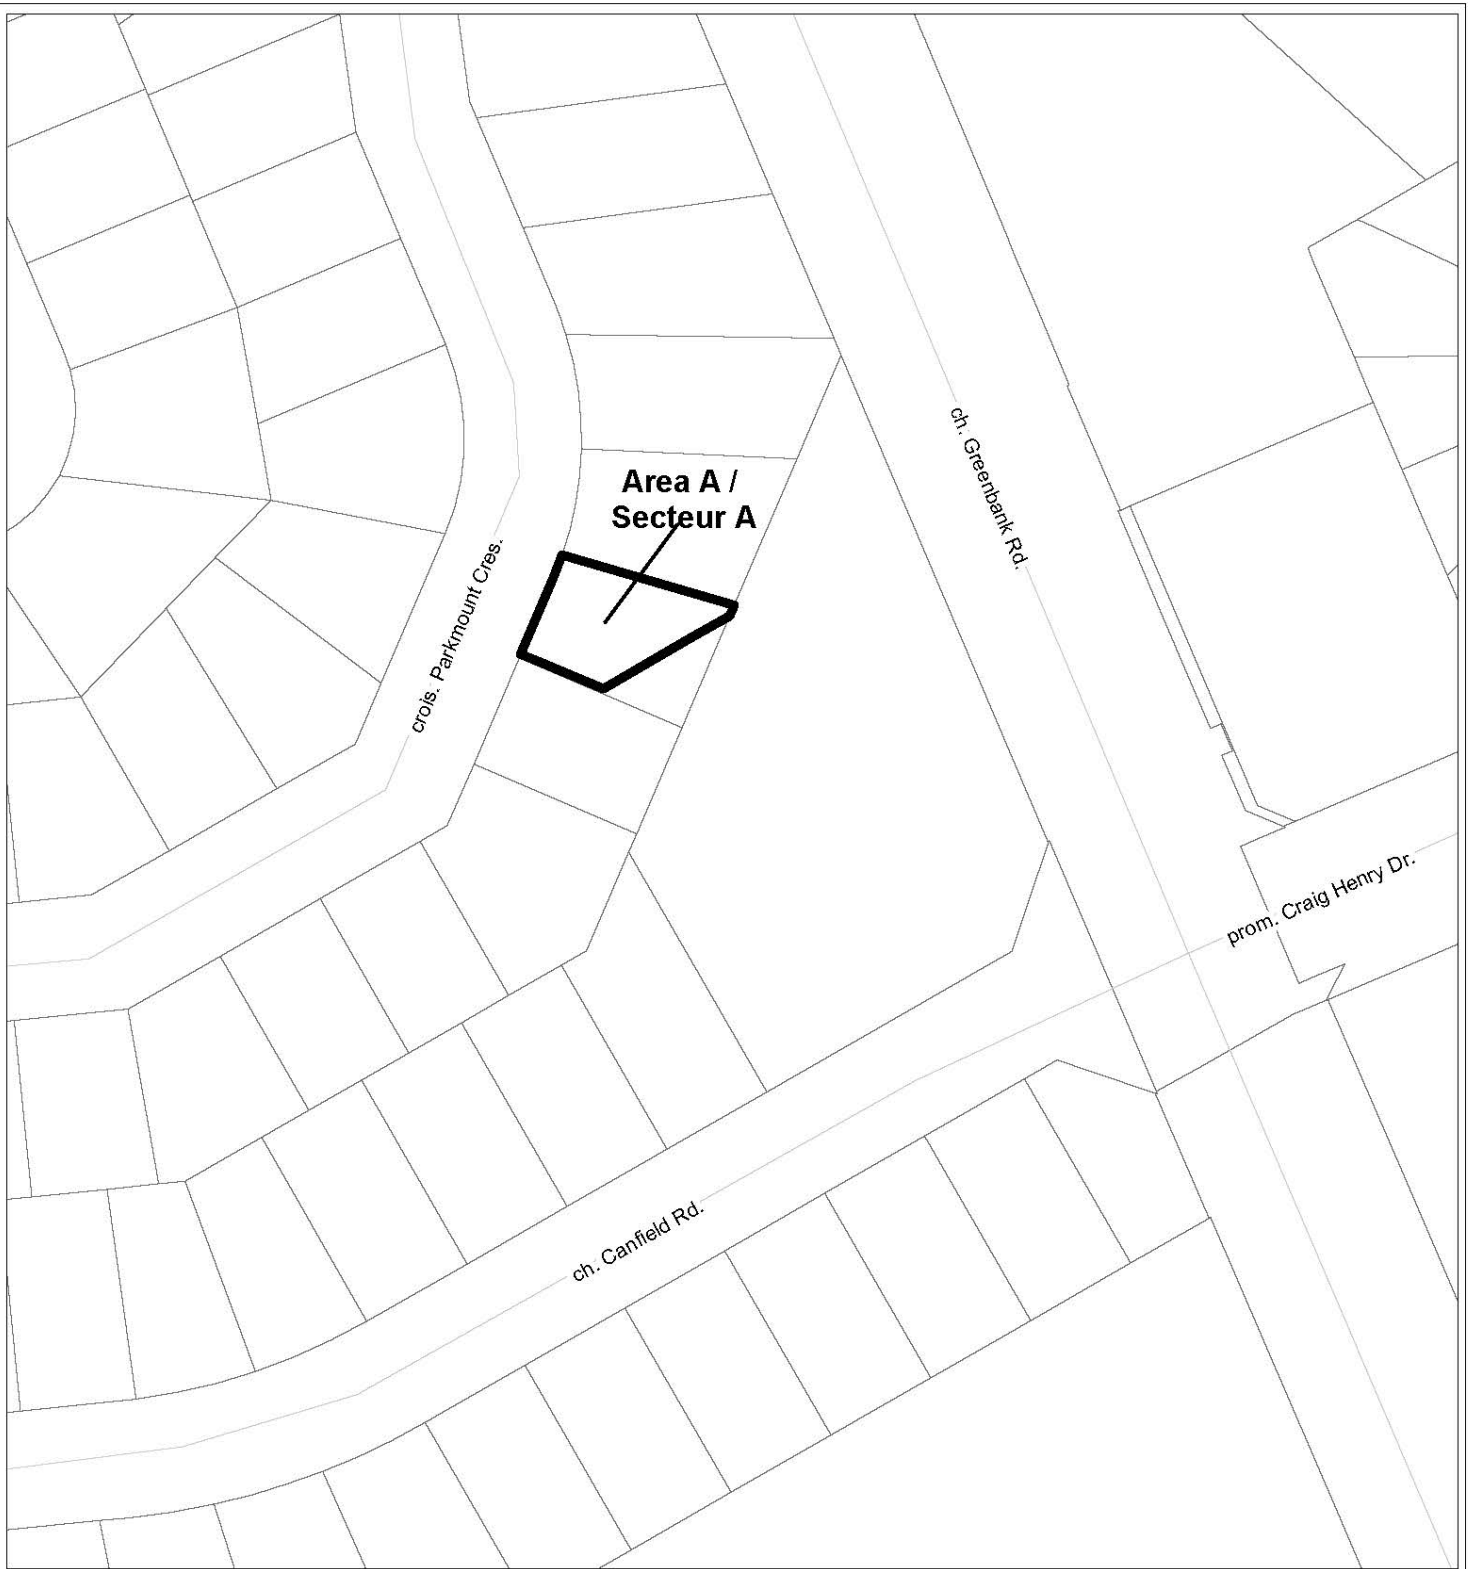 Area A /
Secteur A
ch. Greenbank Rd.
crois. Parkmount Cres.
prom. Craig Henry Dr.
ch. Canfield Rd.